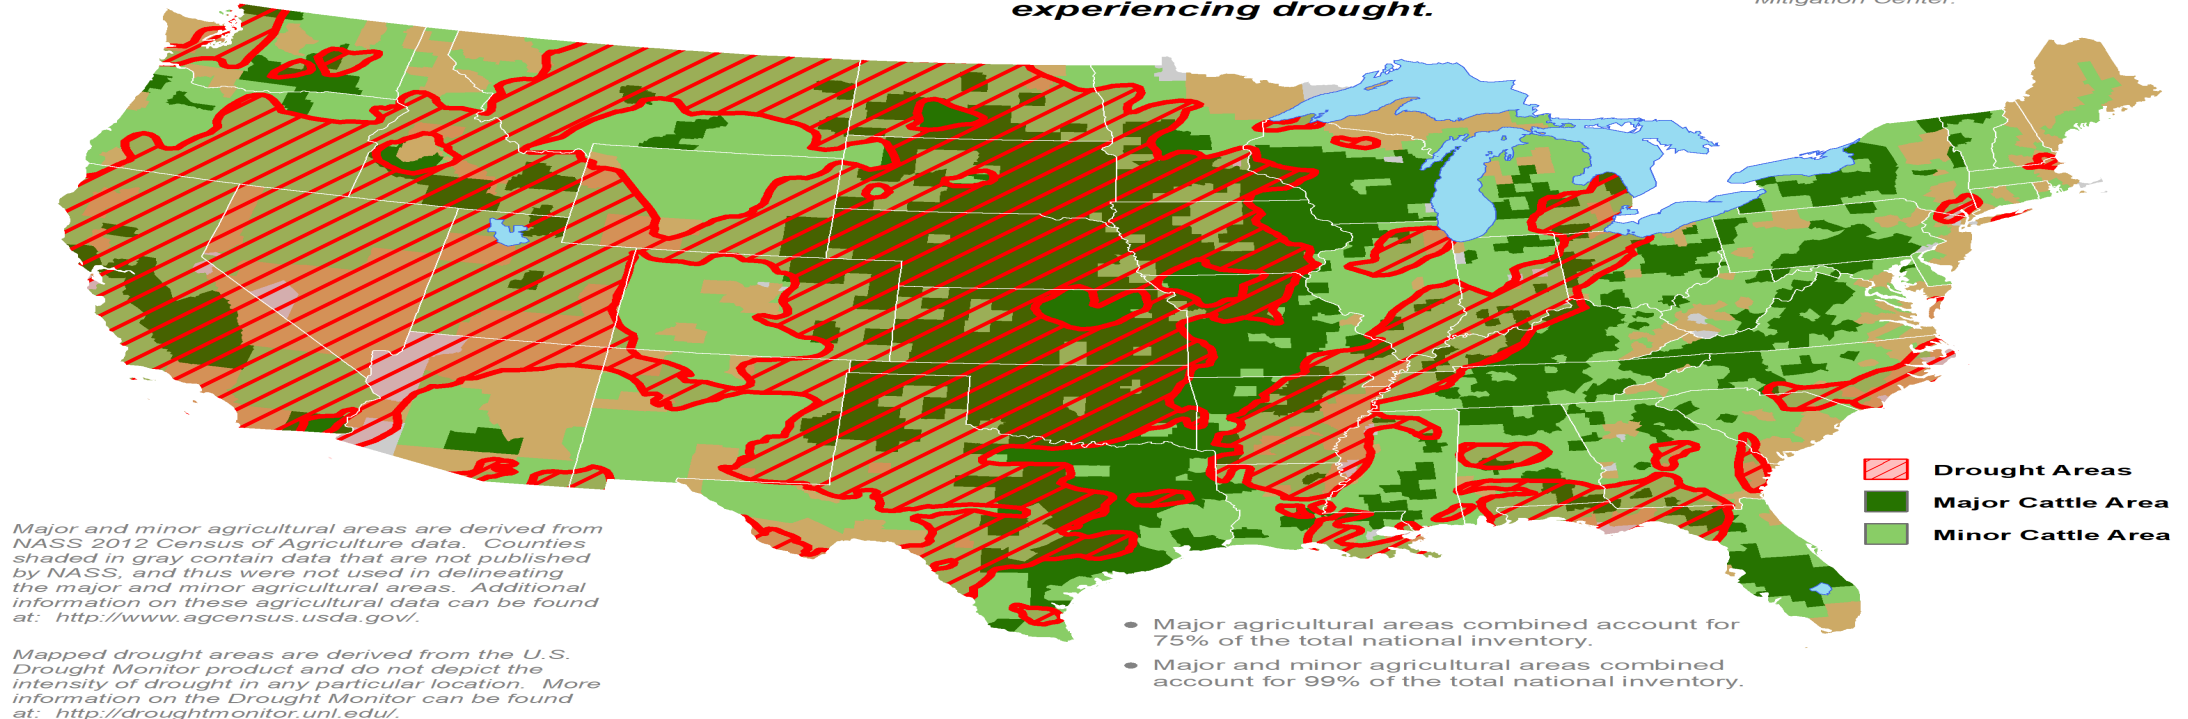 experiencing drought.
Mitigation Center.
Drought Areas
Major Cattle Area
Minor Cattle Area
Major and minor agricultural areas are derived from
NASS 2012 Census of Agriculture data.  Counties
shaded in gray contain data that are not published
by NASS, and thus were not used in delineating
the major and minor agricultural areas.  Additional
information on these agricultural data can be found
at:  http://www.agcensus.usda.gov/.
Mapped drought areas are derived from the U.S.
Drought Monitor product and do not depict the
intensity of drought in any particular location.  More
information on the Drought Monitor can be found
at:  http://droughtmonitor.unl.edu/.
● Major agricultural areas combined account for
75% of the total national inventory.
● Major and minor agricultural areas combined
account for 99% of the total national inventory.